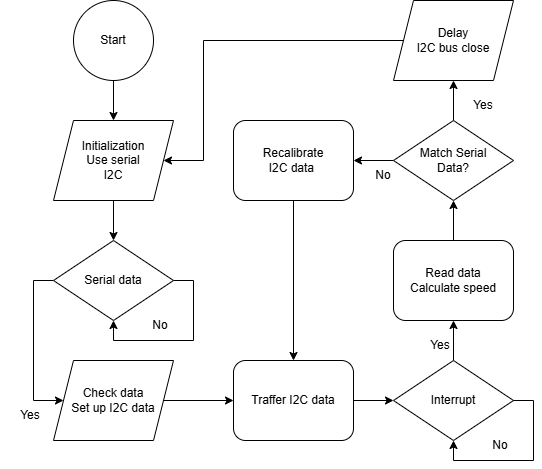 Start
Delay
I2C bus close
Initialization
Use serial
I2C
Recalibrate
I2C data
Match Serial
Data?
Yes
No
Serial data
No
Yes
Read data
Calculate speed
Yes
Check data
Set up I2C data
Traffer I2C data
Interrupt
No